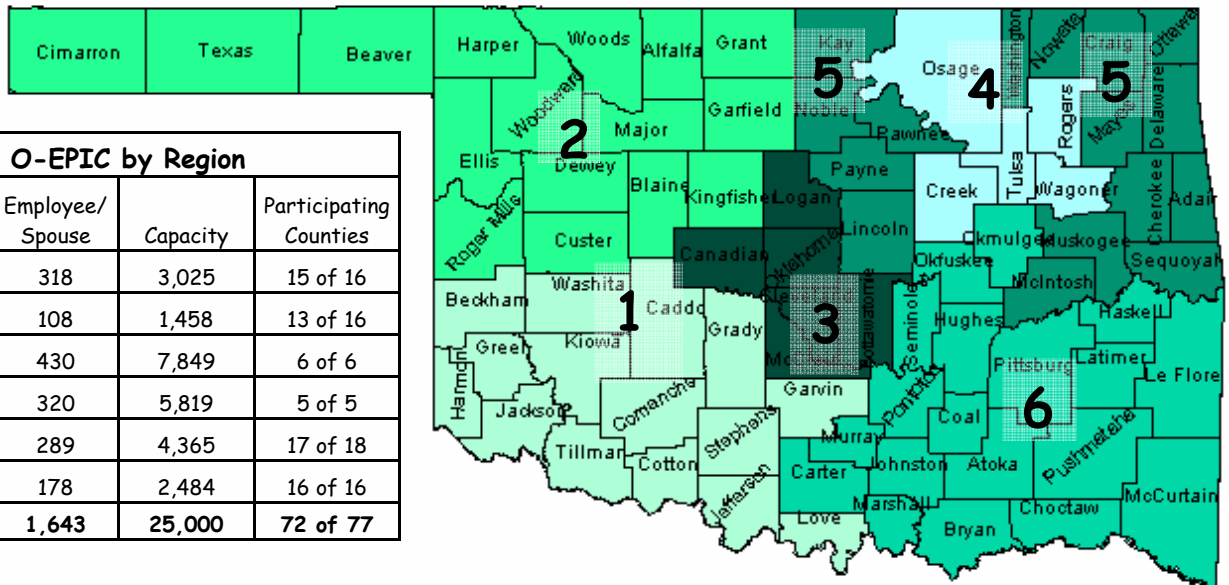 Cimarron
Texas
Beaver
Harper
Woods
Alfalfa
Grant
Kay
Osage
Washington
Nowata
Craig
Ottawa
5
4
5
Woodward
2
Major
Garfield
Noble
Pawnee
Rogers
Mayes
Delaware
O-EPIC by Region
Employee/ Capacity Participating
Spouse Counties
318 3,025 15 of 16
108 1,458 13 of 16
430 7,849 6 of 6
320 5,819 5 of 5
289 4,365 17 of 18
178 2,484 16 of 16
1,643 25,000 72 of 77
Ellis
Dewey
Blaine
Kingfishe
Logan
Payne
Creek
Tulsa
Wagoner
Cherokee
Adair
Roger Mills
Custer
Canadian
Oklahoma
Lincoln
Okfuskee
Okmulgee
Muskogee
Sequoyah
McIntosh
Beckham
Washita
Caddo
1
Grady
3
Pottawatomie
Seminole
Hughes
Haskell
Greer
Kiowa
Pittsburg
Latimer
Le Flore
Harmon
Jackson
Comanche
Garvin
Pontotoc
Coal
6
Pushmataha
Tillman
Cotton
Stephens
Murray
Carter
Johnston
Atoka
McCurtain
Jefferson
Love
Marshall
Bryan
Choctaw